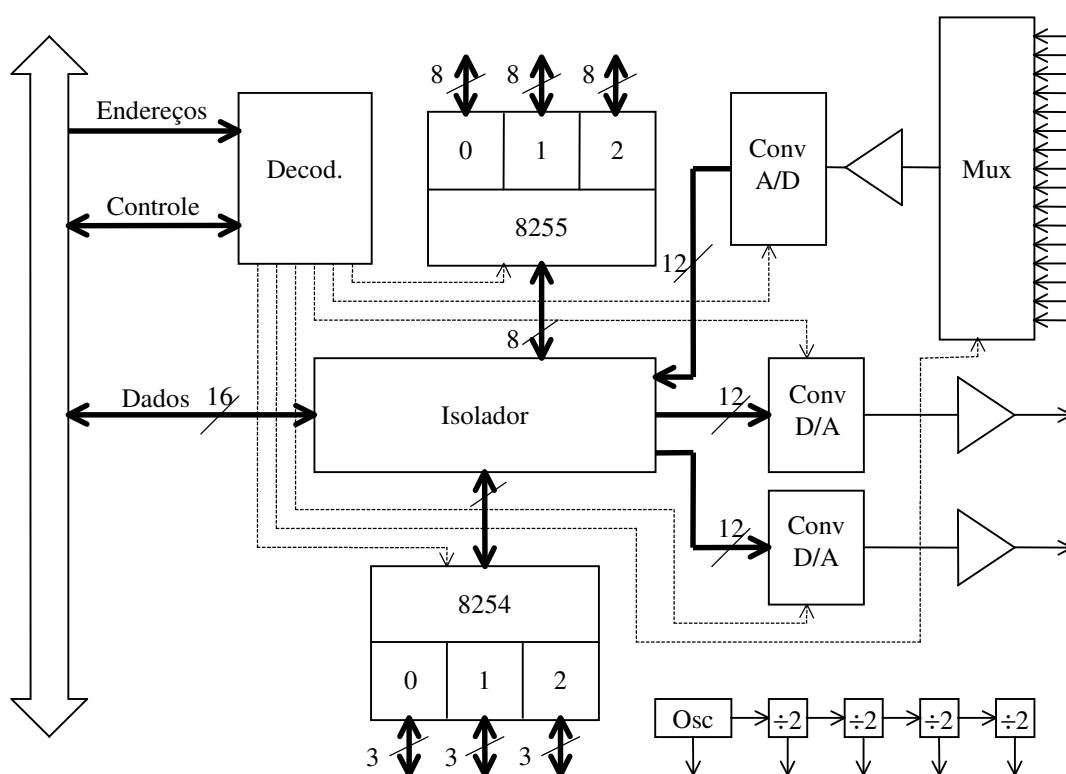 8 8 8
Endereços
Decod.
0 1 2
Conv
A/D
Mux
Controle
8255
12
8
Dados 16
Isolador
12
Conv
D/A
12
Conv
D/A
8254
0 1 2
Osc ÷2 ÷2 ÷2 ÷2
3 3 3